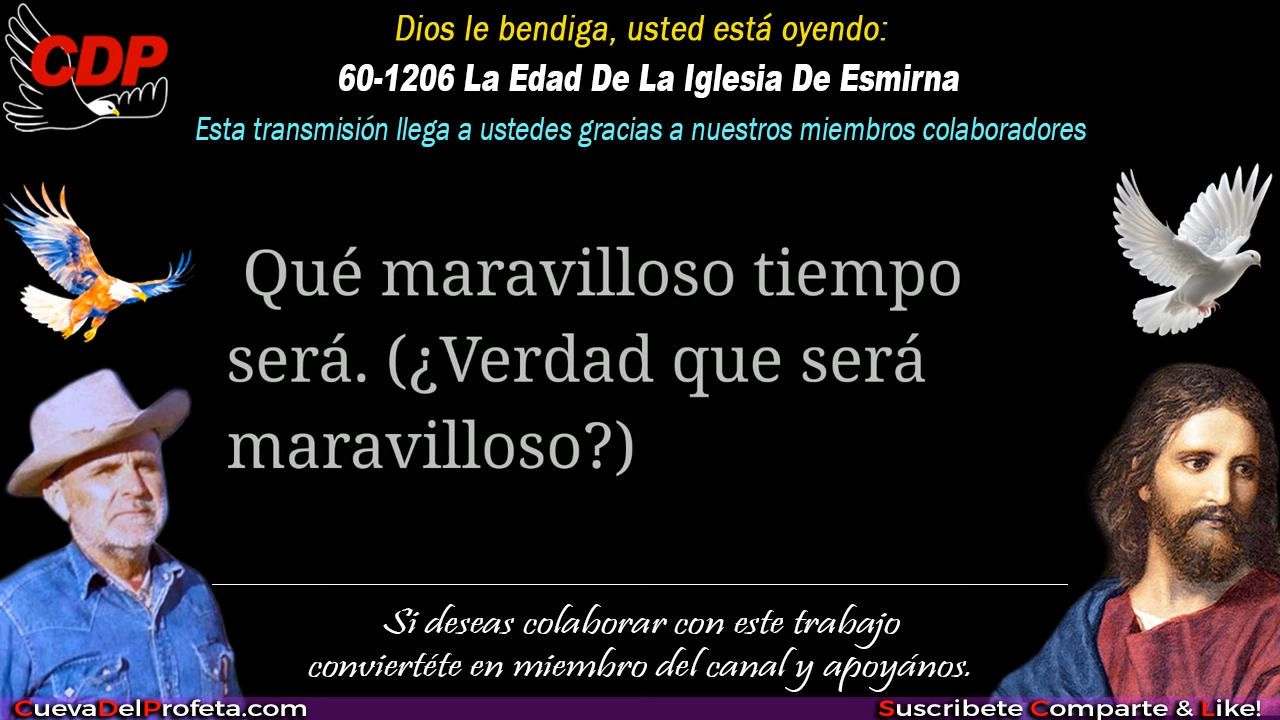 CDP
Dios le bendiga, usted está oyendo:
60-1206 La Edad De La Iglesia De Esmirna
Esta transmisión llega a ustedes gracias a nuestros miembros colaboradores
Qué maravilloso tiempo
será. (¿Verdad que será
maravilloso?)
Si deseas colaborar con este trabajo
conviertéte en miembro del canal y apoyános.
CuevaDelProfeta.com
Suscribete Comparte & Like!